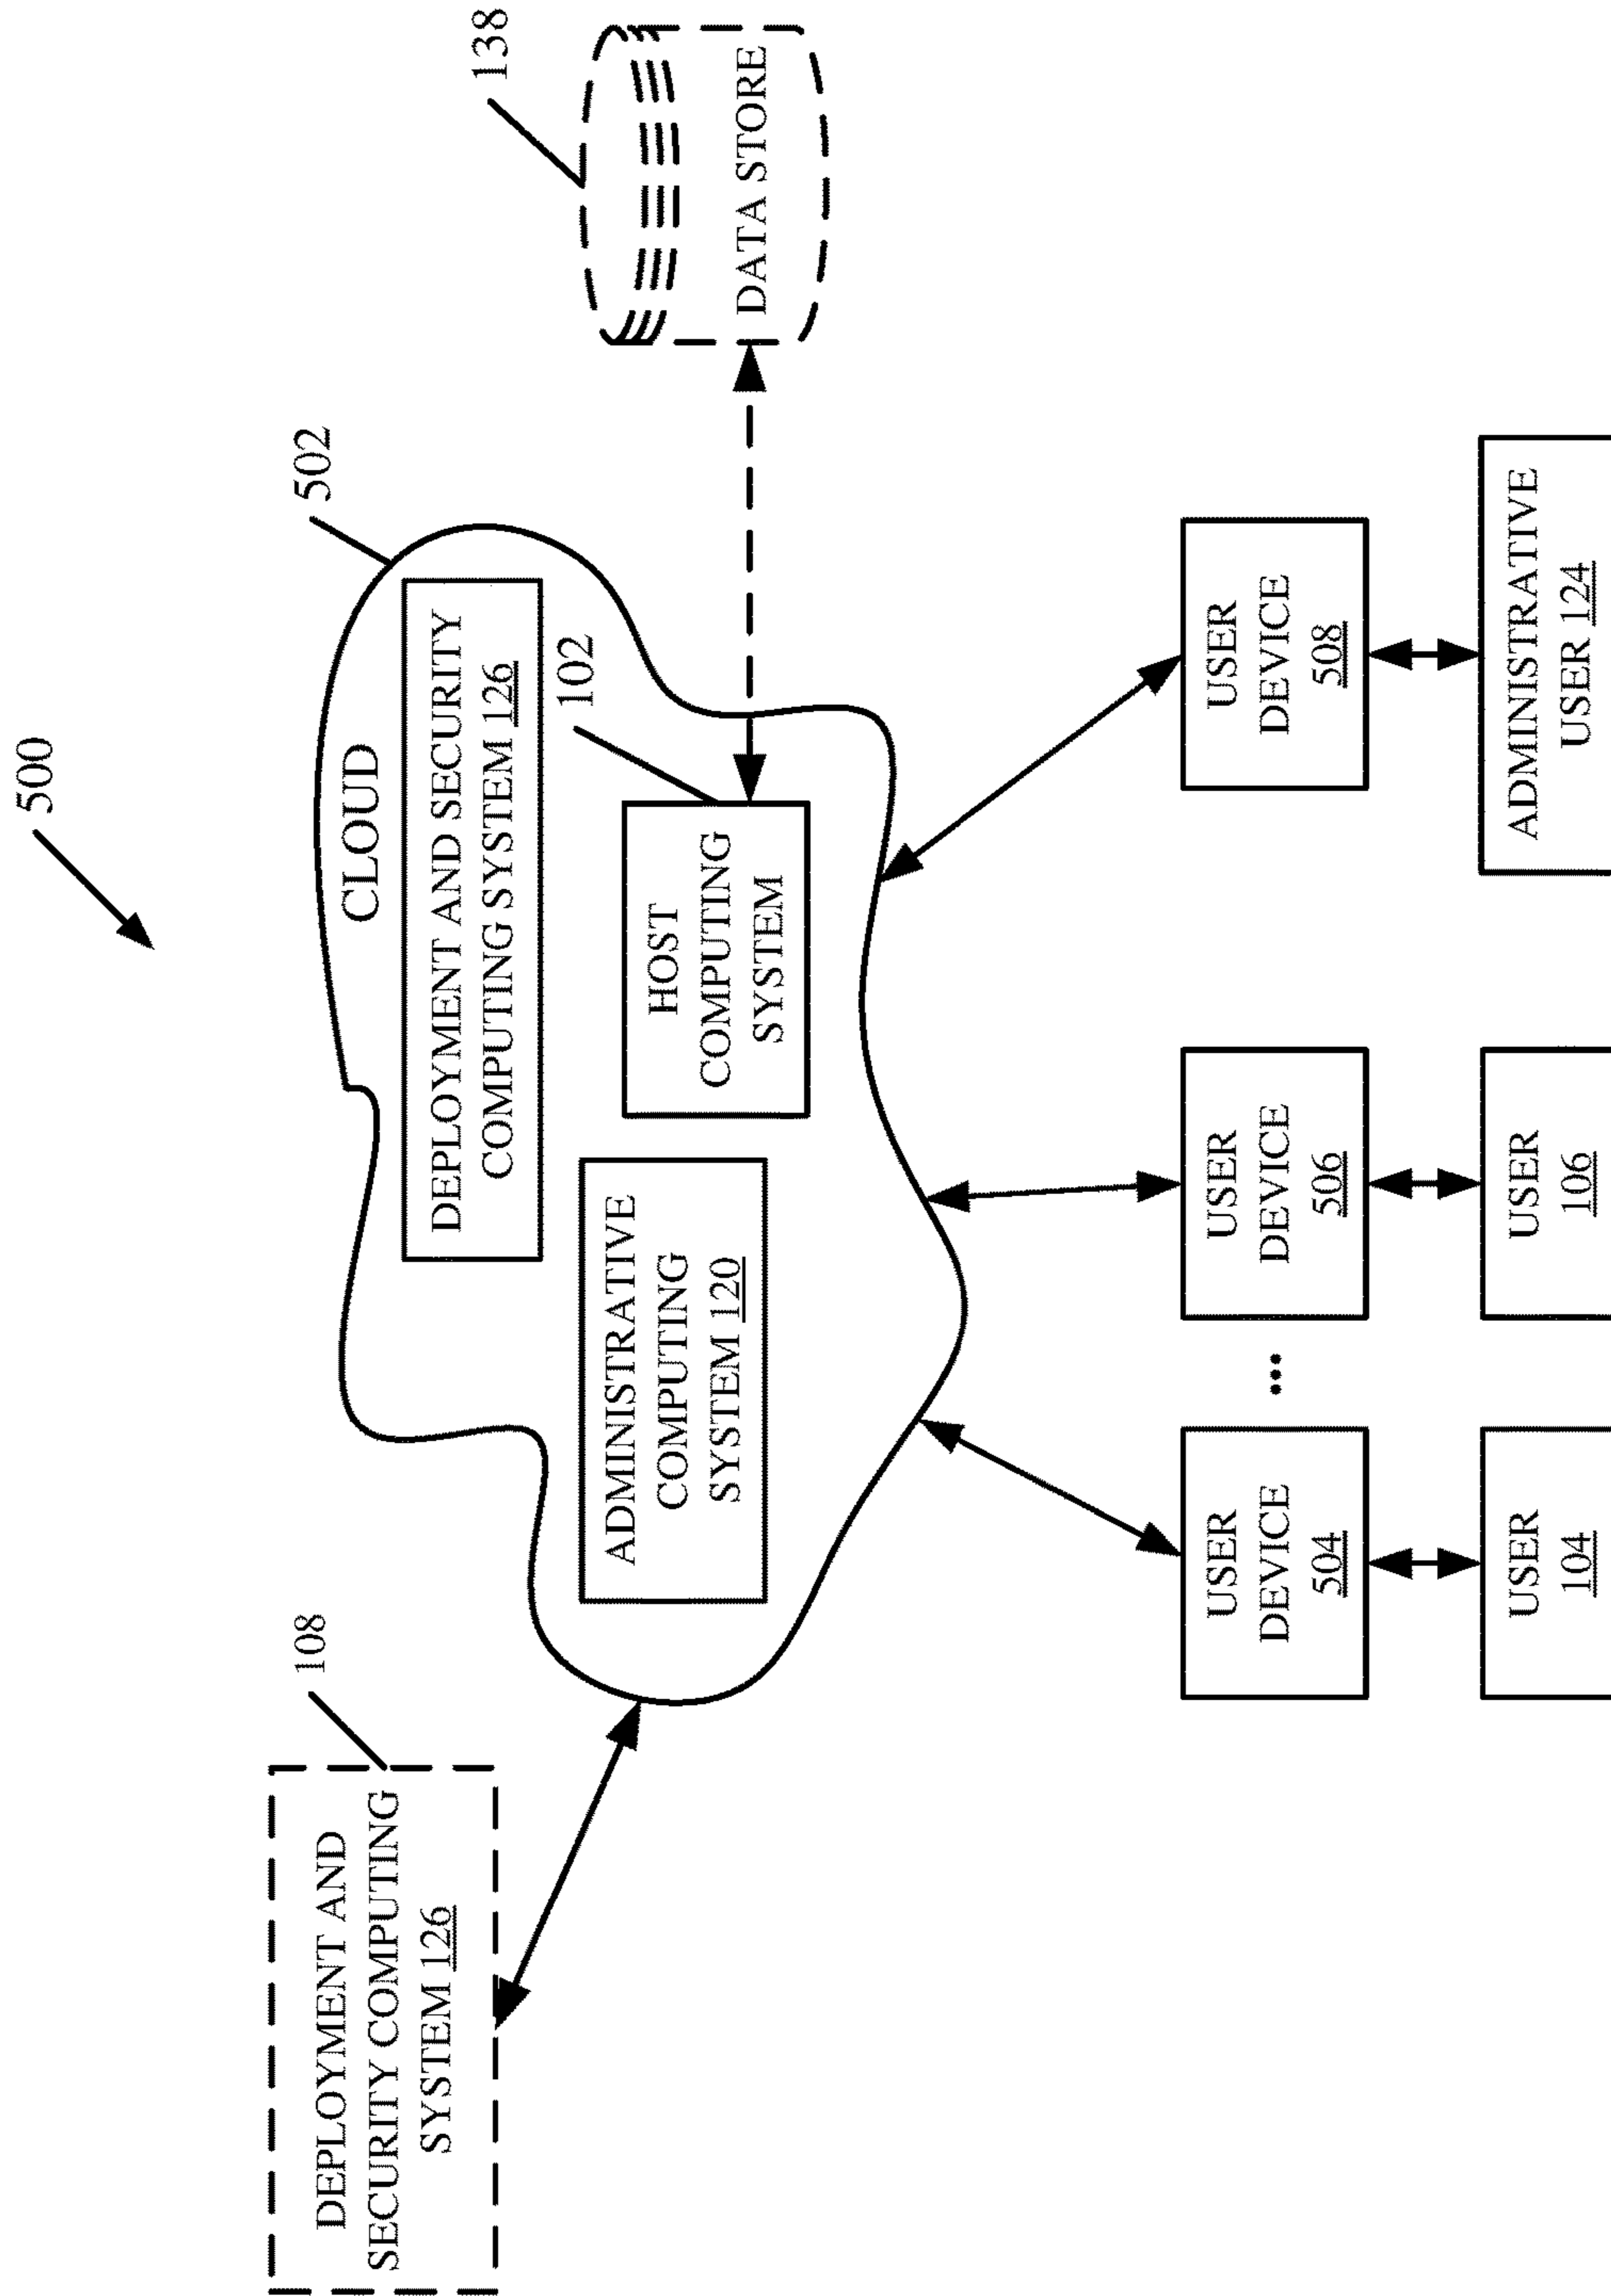 500
CLOUD
502
DEPLOYMENT AND SECURITY
COMPUTING SYSTEM 126
108
DEPLOYMENT AND
SECURITY COMPUTING
SYSTEM 126
ADMINISTRATIVE
COMPUTING
SYSTEM 120
HOST
COMPUTING
SYSTEM
102
138
DATA STORE
USER
DEVICE
504
...
USER
DEVICE
506
USER
DEVICE
508
USER
104
USER
106
ADMINISTRATIVE
USER 124